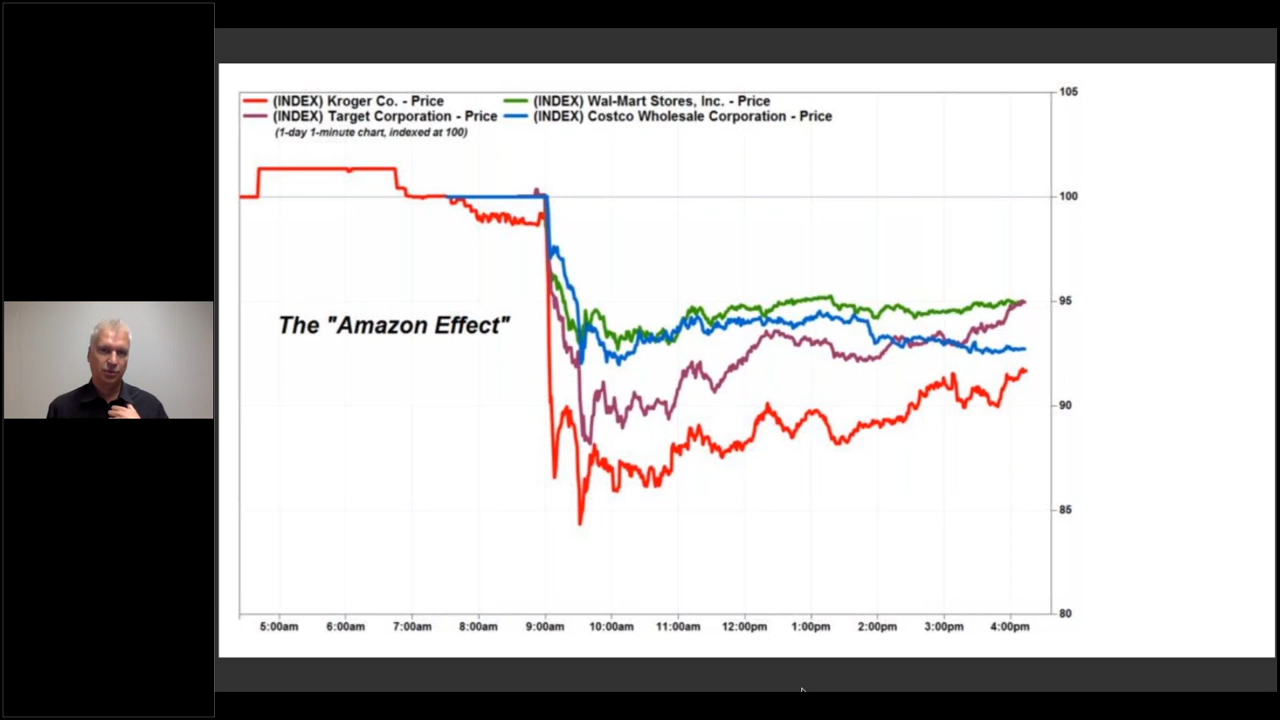 (INDEX) Kroger Co. - Price (INDEX) Wal-Mart Stores, Inc. - Price
(INDEX) Target Corporation - Price (INDEX) Costco Wholesale Corporation - Price
(1-day 1-minute chart, indexed at 100)
The "Amazon Effect"
105
100
95
90
85
80
5:00am 6:00am 7:00am 8:00am 9:00am 10:00am 11:00am 12:00pm 1:00pm 2:00pm 3:00pm 4:00pm